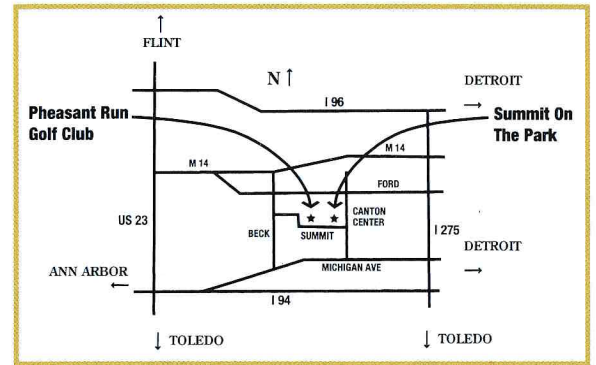 FLINT
N
DETROIT
I 96
Pheasant Run
Golf Club
Summit On
The Park
M 14
M 14
FORD
US 23
CANTON
CENTER
BECK
SUMMIT
I 275
DETROIT
MICHIGAN AVE
ANN ARBOR
I 94
TOLEDO
TOLEDO